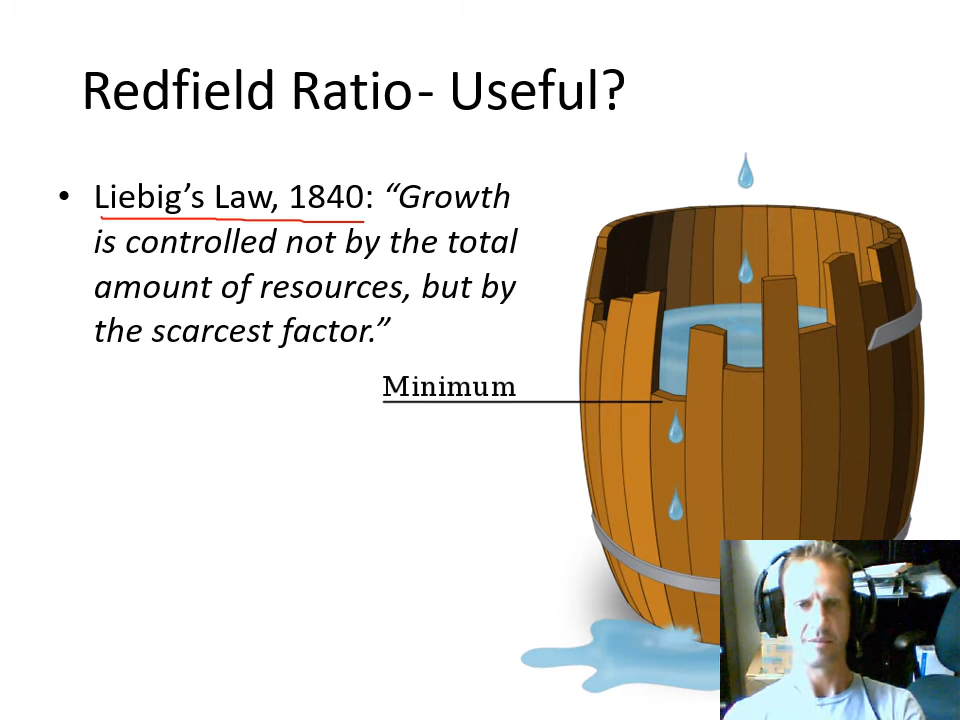 Redfield Ratio - Useful?
• Liebig’s Law, 1840: “Growth
is controlled not by the total
amount of resources, but by
the scarcest factor.”
Minimum